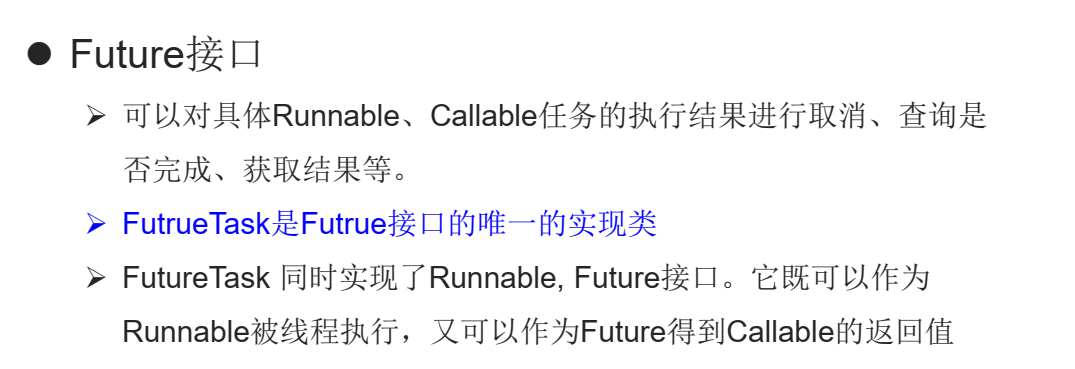 ● Future接口
➢ 可以对具体Runnable、Callable任务的执行结果进行取消、查询是
否完成、获取结果等。
➢ FutrueTask是Futrue接口的唯一的实现类
➢ FutureTask 同时实现了Runnable, Future接口。它既可以作为
Runnable被线程执行，又可以作为Future得到Callable的返回值